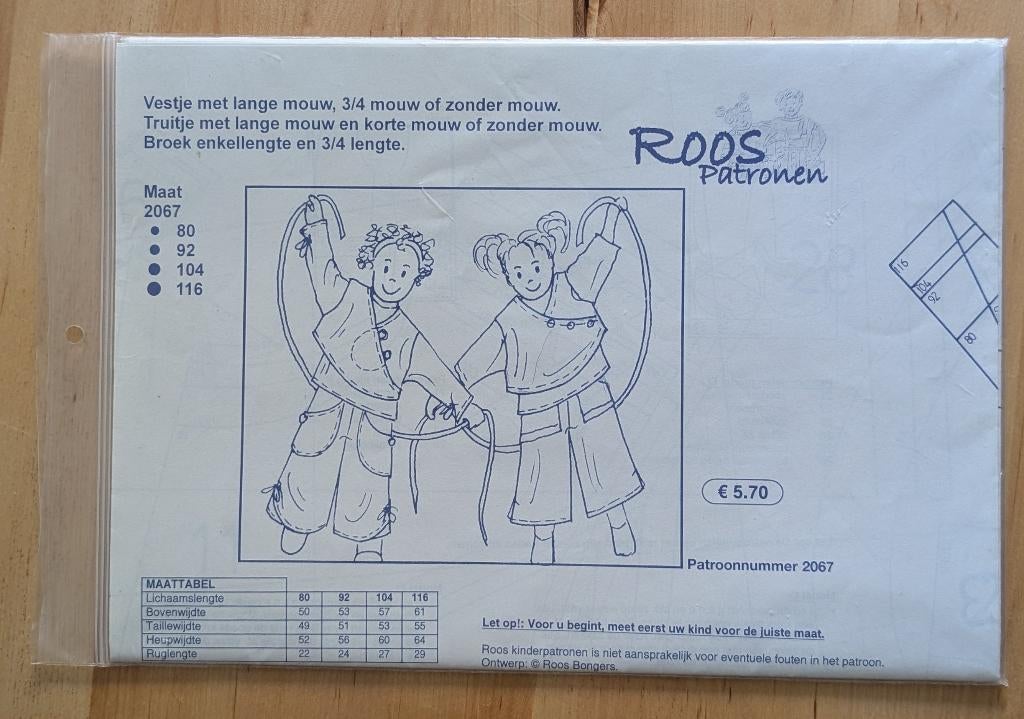 Vestje met lange mouw, 3/4 mouw of zonder mouw.
Truitje met lange mouw en korte mouw of zonder mouw.
Broek enkellengte en 3/4 lengte.
Roos
Patronen
Maat
2067
80
92
104
116
116
104
92
80
€ 5.70
Patroonnummer 2067
MAATTABEL
Lichaamslengte 80 92 104 116
Bovenwijdte 50 53 57 61
Taillewijdte 49 51 53 55
Heupwijdte 52 56 60 64
Ruglengte 22 24 27 29
Let op!: Voor u begint, meet eerst uw kind voor de juiste maat.
Roos kinderpatronen is niet aansprakelijk voor eventuele fouten in het patroon.
Ontwerp: © Roos Bongers.